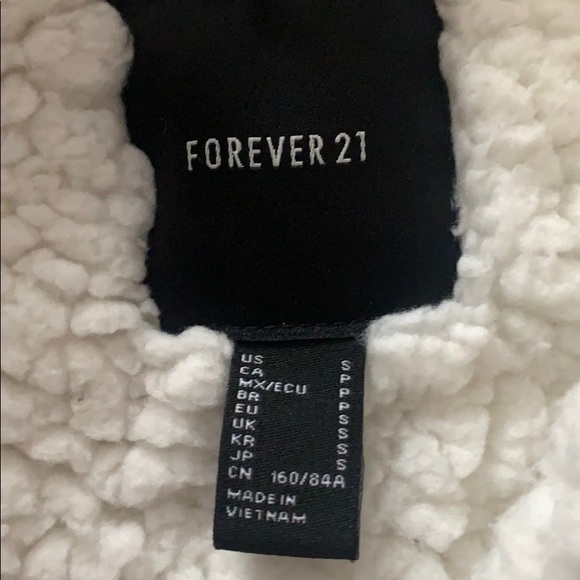 FOREVER 21
US S
CA P
MX/ECU P
BR P
EU S
UK S
KR S
JP S
CN 160/84A
MADE IN
VIETNAM